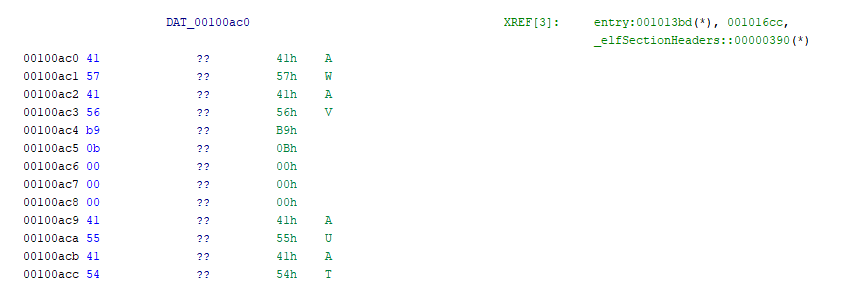 DAT_00100ac0 XREF[3]: entry:001013bd(*), 001016cc,
_elfSectionHeaders::00000390(*)
00100ac0 41 ?? 41h A
00100ac1 57 ?? 57h W
00100ac2 41 ?? 41h A
00100ac3 56 ?? 56h V
00100ac4 b9 ?? B9h
00100ac5 0b ?? 0Bh
00100ac6 00 ?? 00h
00100ac7 00 ?? 00h
00100ac8 00 ?? 00h
00100ac9 41 ?? 41h A
00100aca 55 ?? 55h U
00100acb 41 ?? 41h A
00100acc 54 ?? 54h T